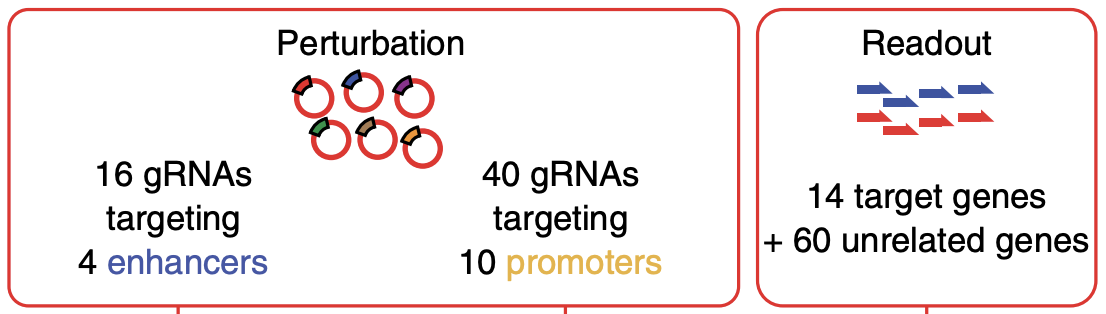 Perturbation
16 gRNAs
targeting
4 enhancers
40 gRNAs
targeting
10 promoters
Readout
14 target genes
+ 60 unrelated genes